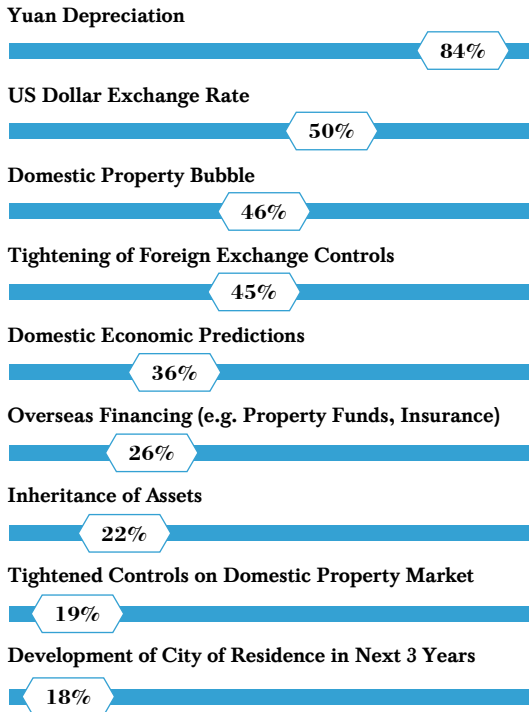 Yuan Depreciation
84%
US Dollar Exchange Rate
50%
Domestic Property Bubble
46%
Tightening of Foreign Exchange Controls
45%
Domestic Economic Predictions
36%
Overseas Financing (e.g. Property Funds, Insurance)
26%
Inheritance of Assets
22%
Tightened Controls on Domestic Property Market
19%
Development of City of Residence in Next 3 Years
18%